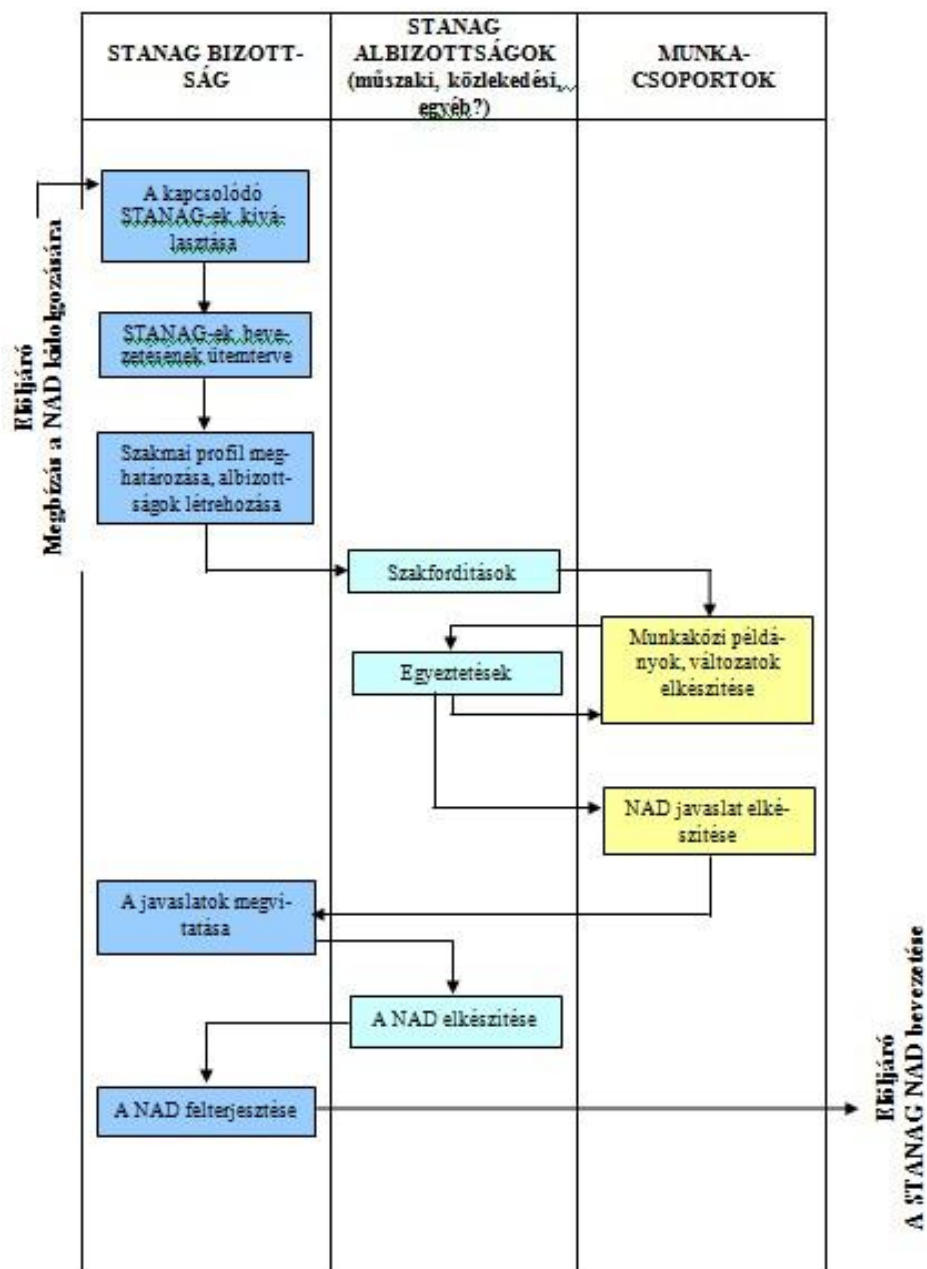 STANAG BIZOTT-
SÁG
STANAG
ALBIZOTTSÁGOK
(műszaki, közlekedési,
egyéb?)
MUNKA-
CSOPORTOK
Elöljáró
Megbízás a NAD kidolgozására
A kapcsolódó
STANAG-ek kivá-
lasztása
STANAG-ek beve-
zetésének ütemterve
Szakmai profil meg-
határozása, albizott-
ságok létrehozása
Szakfordítások
Munkaközi példá-
nyok, változatok
elkészítése
Egyeztetések
NAD javaslat elké-
szítése
A javaslatok megvi-
tatása
A NAD elkészítése
A NAD felterjesztése
Elöljáró
A STANAG NAD bevezetése